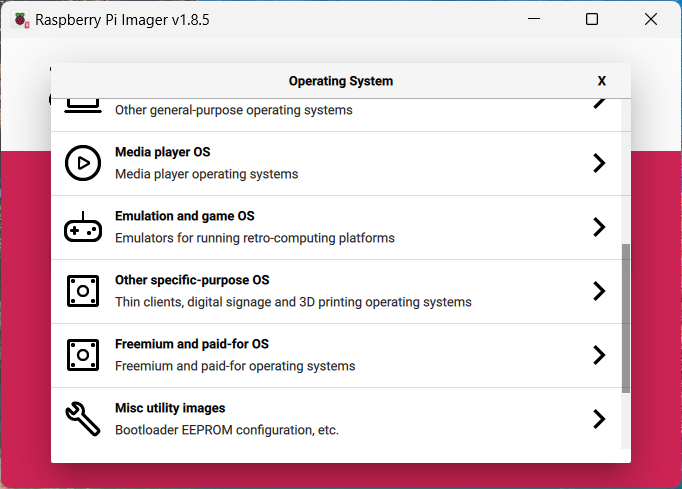 Raspberry Pi Imager v1.8.5
Operating System
X
Other general-purpose operating systems
Media player OS
Media player operating systems
Emulation and game OS
Emulators for running retro-computing platforms
Other specific-purpose OS
Thin clients, digital signage and 3D printing operating systems
Freemium and paid-for OS
Freemium and paid-for operating systems
Misc utility images
Bootloader EEPROM configuration, etc.